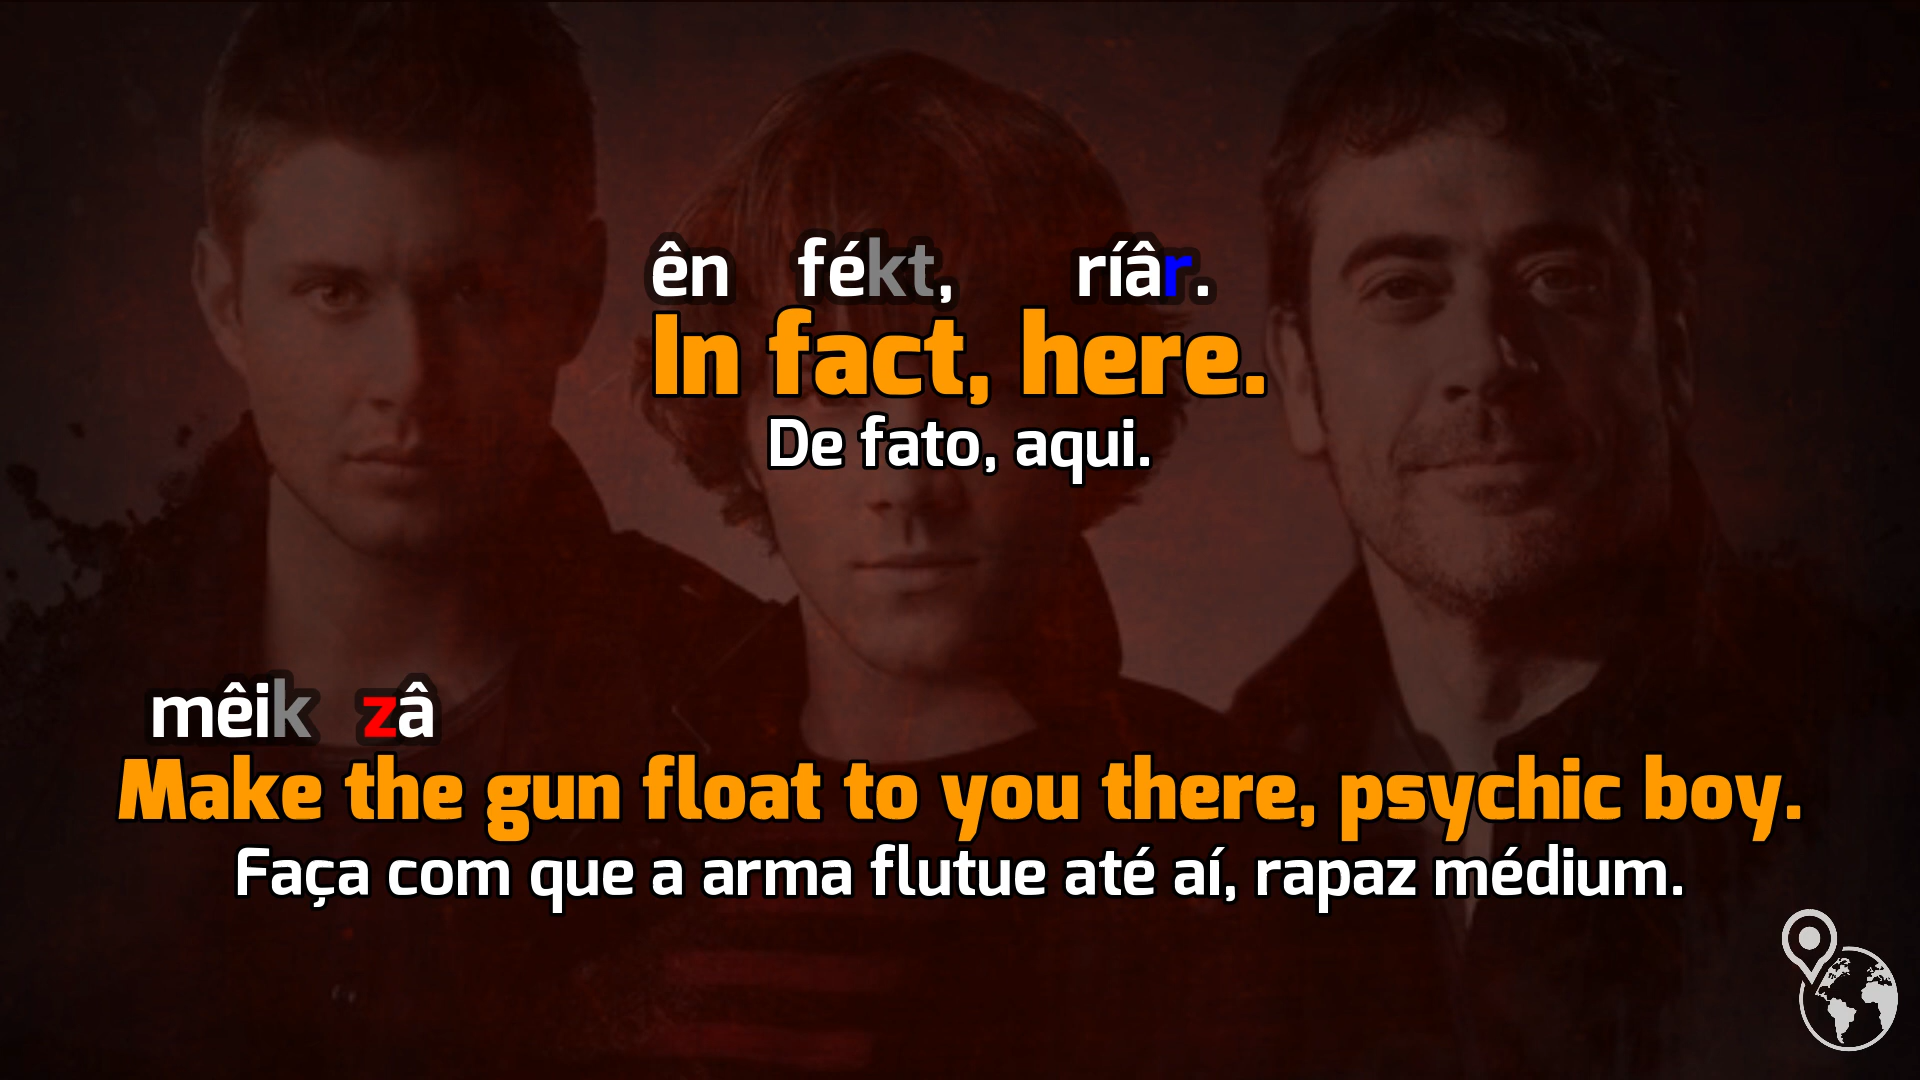 ên fékt, ríâr.
In fact, here.
De fato, aqui.
mêik zâ
Make the gun float to you there, psychic boy.
Faça com que a arma flutue até aí, rapaz médium.